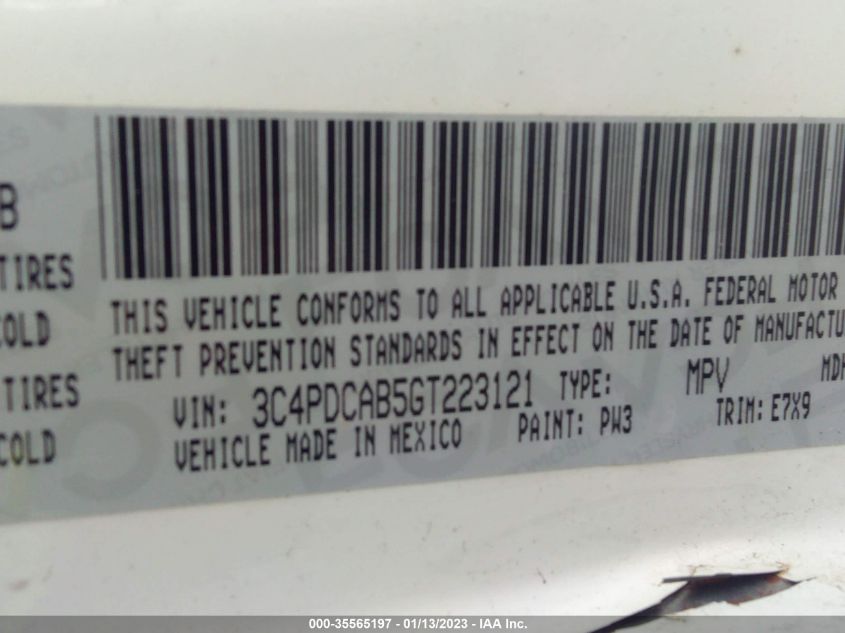 B
TIRES
COLD
TIRES
COLD
THIS VEHICLE CONFORMS TO ALL APPLICABLE U.S.A. FEDERAL MOTOR
THEFT PREVENTION STANDARDS IN EFFECT ON THE DATE OF MANUFACTU
VIN: 3C4PDCAB5GT223121 TYPE: MPV MDH
VEHICLE MADE IN MEXICO PAINT: PW3 TRIM: E7X9
000-35565197 - 01/13/2023 - IAA Inc.